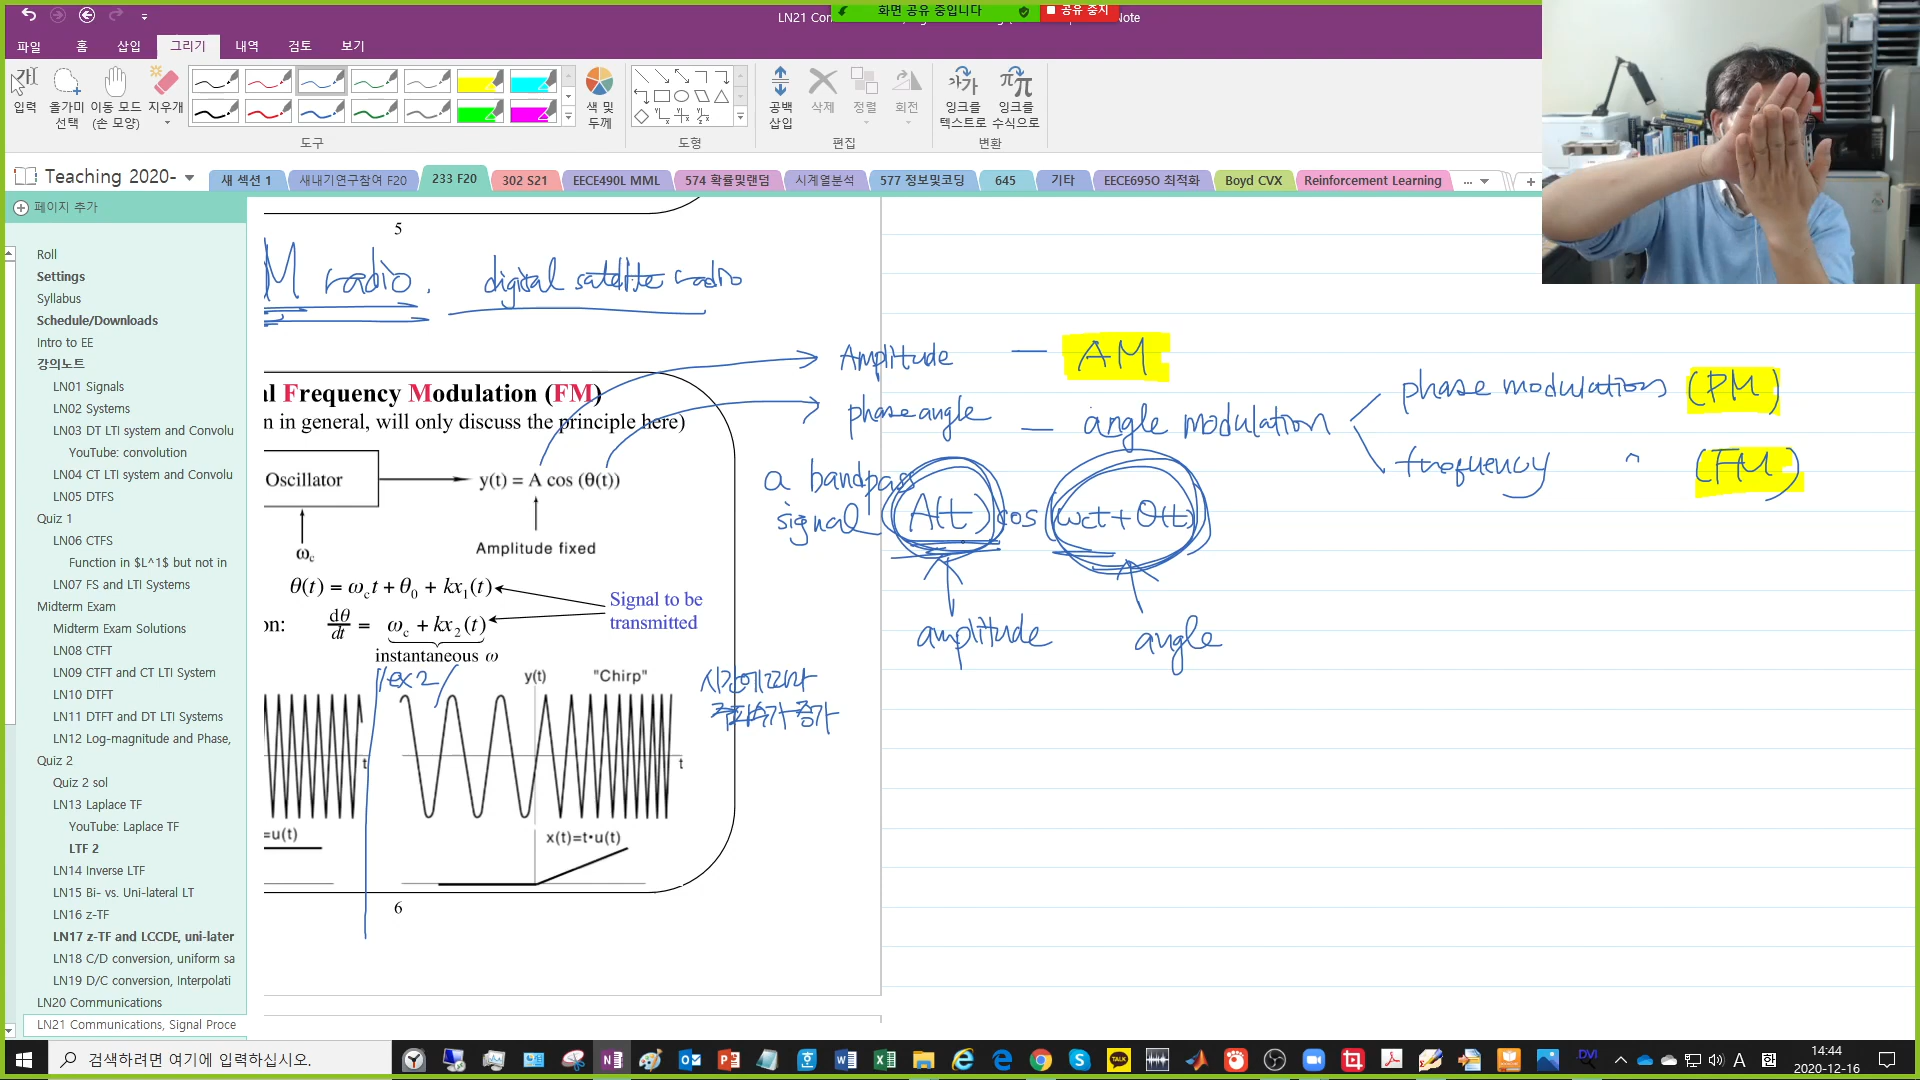 화면 공유 중입니다
공유 중지
LN21 Con
Note
파일 홈 삽입 그리기 내역 검토 보기
입력
올가미 선택
이동 모드 (손 모양)
지우개
색 및 두께
공백 삽입
삭제
정렬
회전
잉크를 텍스트로
잉크를 수식으로
도구 도형 편집 변환
Teaching 2020-
새 섹션 1 새내기연구참여 F20 233 F20 302 S21 EECE490L MML 574 확률및랜덤 시계열분석 577 정보및코딩 645 기타 EECE695O 최적화 Boyd CVX Reinforcement Learning ...
페이지 추가
Roll
Settings
Syllabus
Schedule/Downloads
Intro to EE
강의노트
LN01 Signals
LN02 Systems
LN03 DT LTI system and Convolu
YouTube: convolution
LN04 CT LTI system and Convolu
LN05 DTFS
Quiz 1
LN06 CTFS
Function in $L^1$ but not in
LN07 FS and LTI Systems
Midterm Exam
Midterm Exam Solutions
LN08 CTFT
LN09 CTFT and CT LTI System
LN10 DTFT
LN11 DTFT and DT LTI Systems
LN12 Log-magnitude and Phase,
Quiz 2
Quiz 2 sol
LN13 Laplace TF
YouTube: Laplace TF
LTF 2
LN14 Inverse LTF
LN15 Bi- vs. Uni-lateral LT
LN16 z-TF
LN17 z-TF and LCCDE, uni-later
LN18 C/D conversion, uniform sa
LN19 D/C conversion, Interpolati
LN20 Communications
LN21 Communications, Signal Proce
5
M radio. digital satellite radio
al Frequency Modulation (FM)
n in general, will only discuss the principle here)
Oscillator
y(t) = A cos (θ(t))
Amplitude fixed
ωc
θ(t) = ωct + θ0 + kx1(t)
on: dθ/dt = ωc + kx2(t)
instantaneous ω
Signal to be
transmitted
ex2
y(t) "Chirp"
t
t
=u(t)
x(t)=t•u(t)
6
시간에 따라
주파수가 증가
Amplitude — AM
phase angle — angle modulation
phase modulations (PM)
frequency " (FM)
a bandpass
signal A(t) cos (ωct + θ(t))
amplitude angle
검색하려면 여기에 입력하십시오.
A 한
14:44
2020-12-16